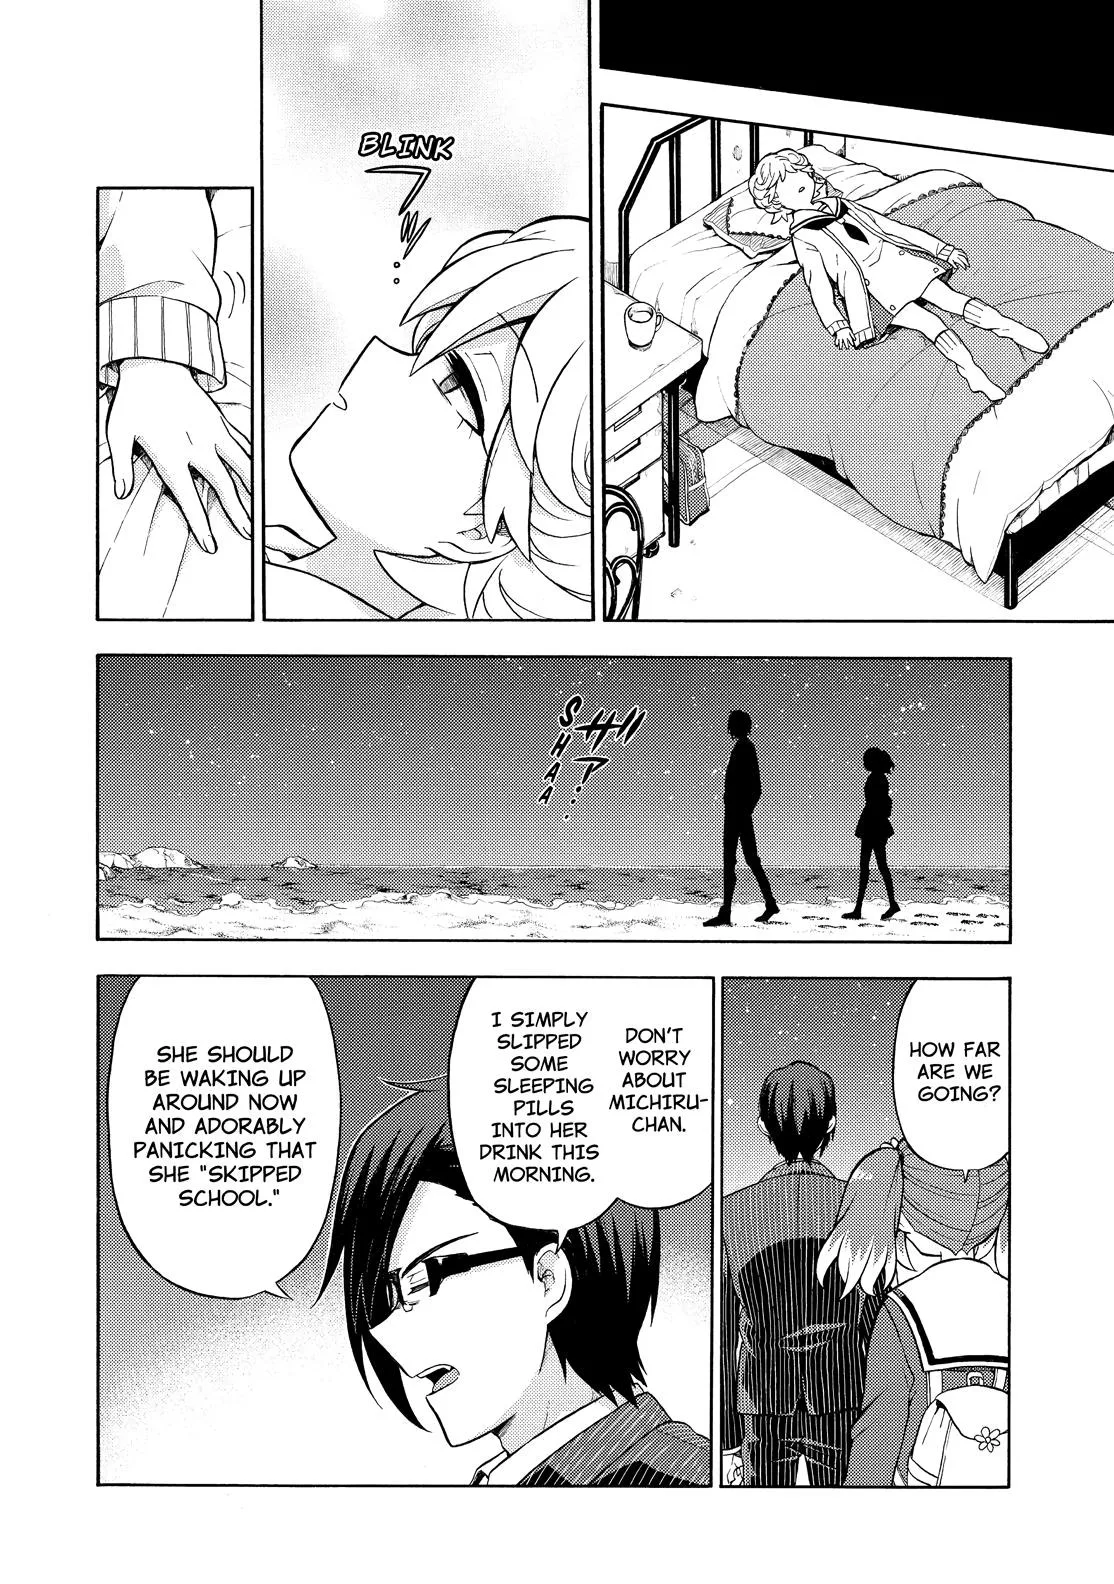 BLINK
SHAA
HOW FAR
ARE WE
GOING?
DON'T
WORRY
ABOUT
MICHIRU-
CHAN.
I SIMPLY
SLIPPED
SOME
SLEEPING
PILLS
INTO HER
DRINK THIS
MORNING.
SHE SHOULD
BE WAKING UP
AROUND NOW
AND ADORABLY
PANICKING THAT
SHE "SKIPPED
SCHOOL."